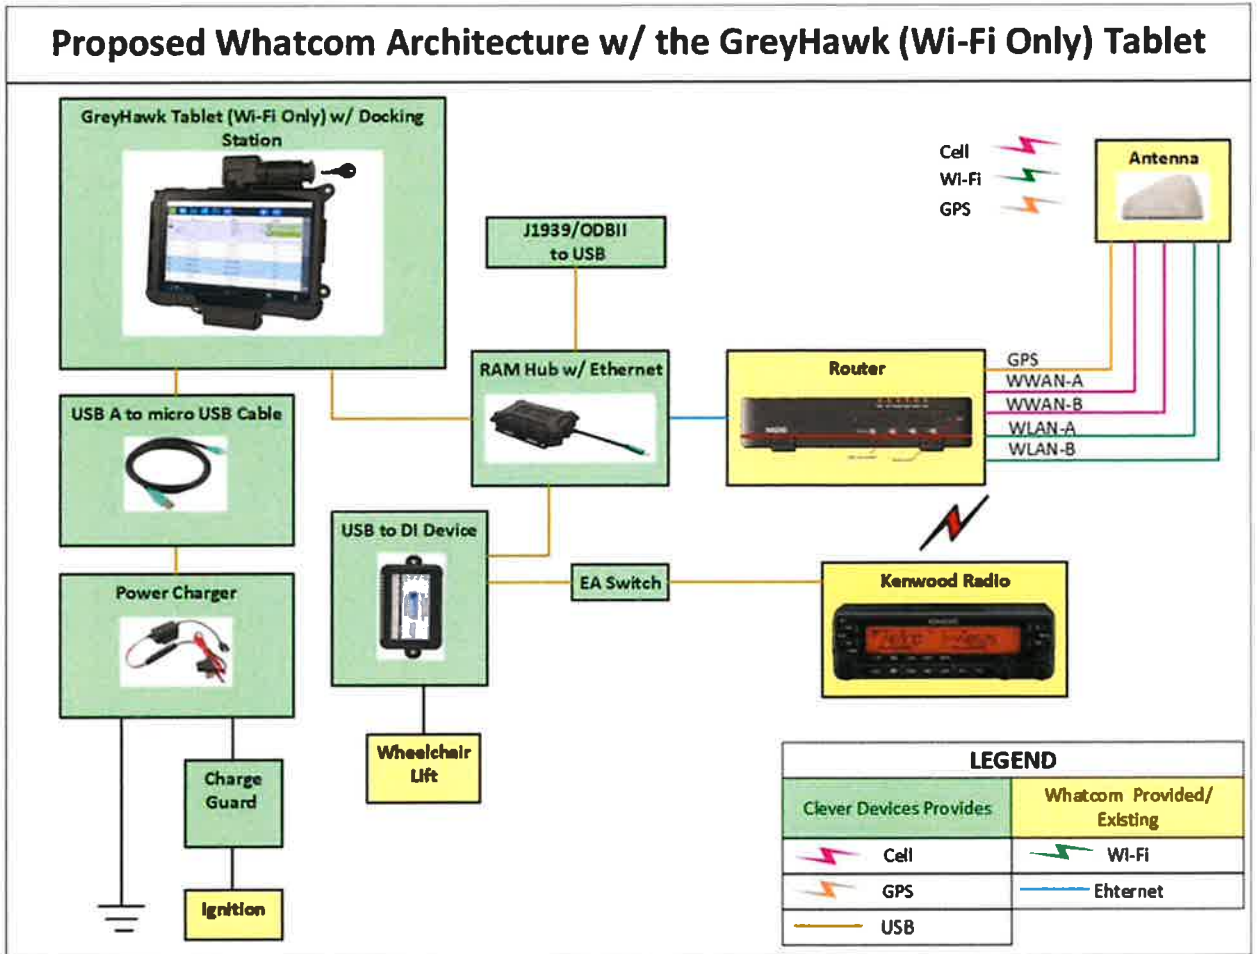 Proposed Whatcom Architecture w/ the GreyHawk (Wi-Fi Only) Tablet
GreyHawk Tablet (Wi-Fi Only) w/ Docking
Station
Cell
Wi-Fi
GPS
Antenna
J1939/ODBII
to USB
RAM Hub w/ Ethernet
Router
GPS
WWAN-A
WWAN-B
WLAN-A
WLAN-B
USB A to micro USB Cable
USB to DI Device
EA Switch
Kenwood Radio
KENWOOD
Power Charger
Wheelchair
Lift
Charge
Guard
Ignition
LEGEND
Clever Devices Provides
Whatcom Provided/
Existing
Cell
Wi-Fi
GPS
Ehternet
USB